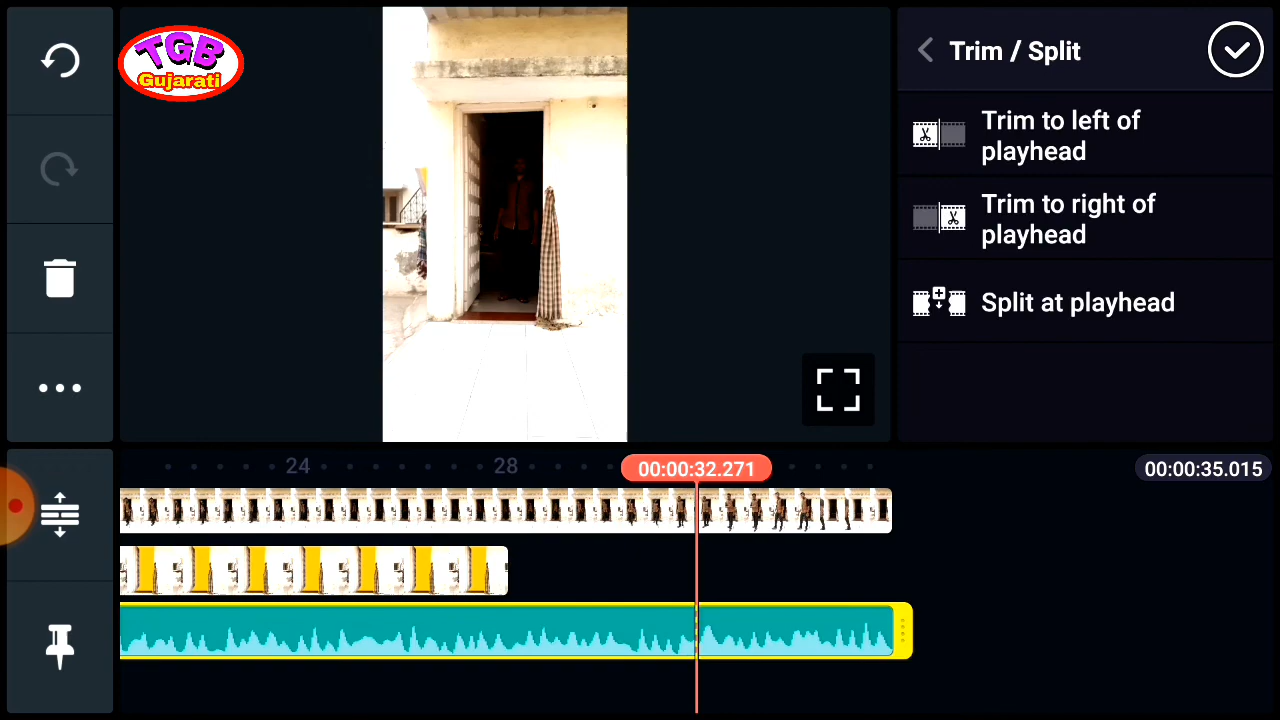 TGB
Gujarati
Trim / Split
Trim to left of
playhead
Trim to right of
playhead
Split at playhead
24
28
00:00:32.271
00:00:35.015